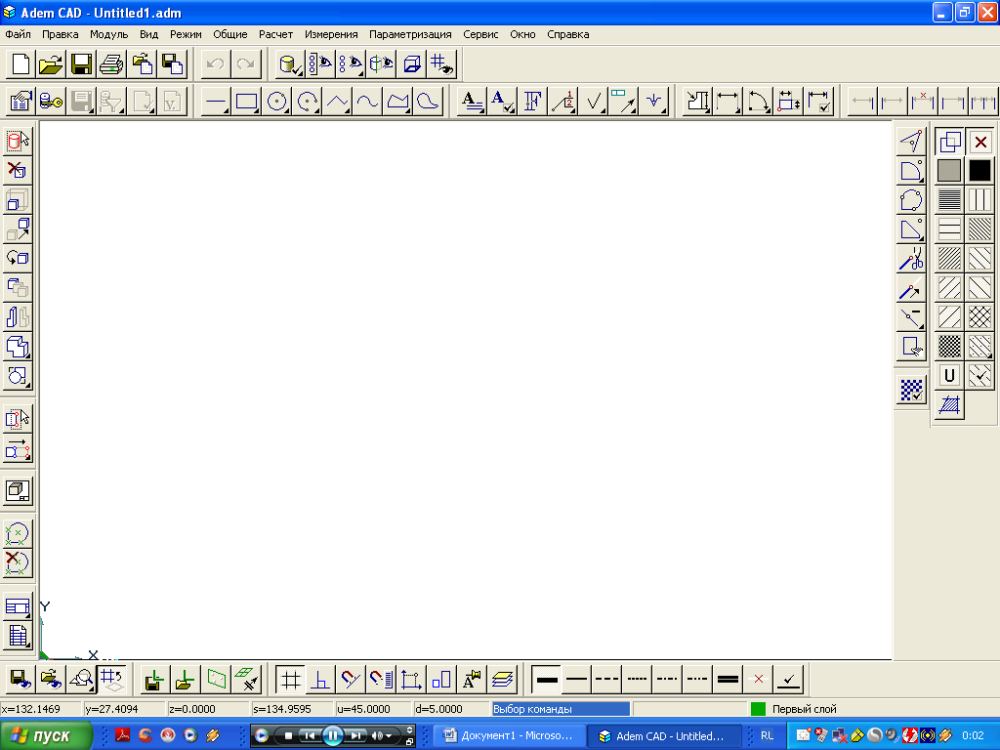 Adem CAD - Untitled1.adm
Файл Правка Модуль Вид Режим Общие Расчет Измерения Параметризация Сервис Окно Справка
U
Y
X
x=132.1469 y=27.4094 z=0.0000 s=134.9595 u=45.0000 d=5.0000 Выбор команды Первый слой
пуск Документ1 - Microso... Adem CAD - Untitled... RL 0:02